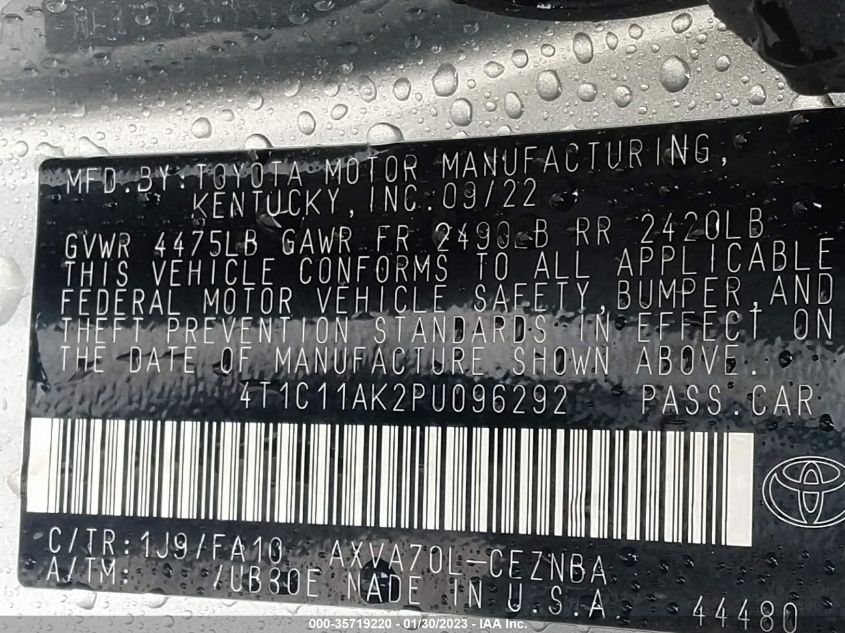 MFD.BY:TOYOTA MOTOR MANUFACTURING,
KENTUCKY, INC.09/22
GVWR 4475LB GAWR FR 2490LB RR 2420LB
THIS VEHICLE CONFORMS TO ALL APPLICABLE
FEDERAL MOTOR VEHICLE SAFETY,BUMPER,AND
THEFT PREVENTION STANDARDS IN EFFECT ON
THE DATE OF MANUFACTURE SHOWN ABOVE.
4T1C11AK2PU096292 PASS.CAR
C/TR:1J9/FA10 AXVA70L-CEZNBA
A/TM: /UB80E MADE IN U.S.A
44480
000-35719220 - 01/30/2023 - IAA Inc.